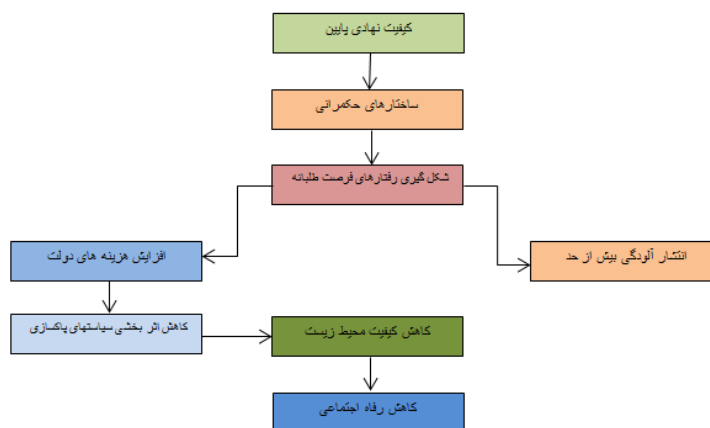 کیفیت نهادی پایین
ساختارهای حکمرانی
شکل گیری رفتارهای فرصت طلبانه
افزایش هزینه های دولت
انتشار آلودگی بیش از حد
کاهش اثر بخشی سیاستهای پاکسازی
کاهش کیفیت محیط زیست
کاهش رفاه اجتماعی